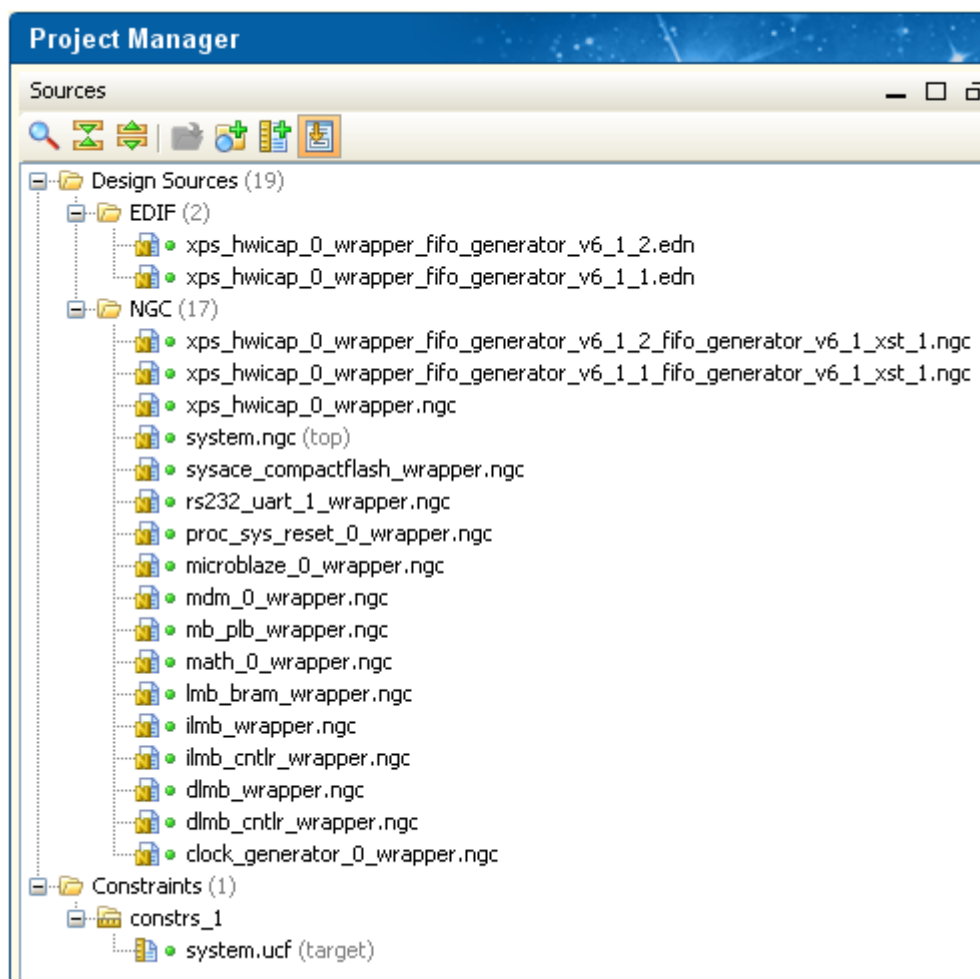 Project Manager
Sources
Design Sources (19)
EDIF (2)
xps_hwicap_0_wrapper_fifo_generator_v6_1_2.edn
xps_hwicap_0_wrapper_fifo_generator_v6_1_1.edn
NGC (17)
xps_hwicap_0_wrapper_fifo_generator_v6_1_2_fifo_generator_v6_1_xst_1.ngc
xps_hwicap_0_wrapper_fifo_generator_v6_1_1_fifo_generator_v6_1_xst_1.ngc
xps_hwicap_0_wrapper.ngc
system.ngc (top)
sysace_compactflash_wrapper.ngc
rs232_uart_1_wrapper.ngc
proc_sys_reset_0_wrapper.ngc
microblaze_0_wrapper.ngc
mdm_0_wrapper.ngc
mb_plb_wrapper.ngc
math_0_wrapper.ngc
lmb_bram_wrapper.ngc
ilmb_wrapper.ngc
ilmb_cntlr_wrapper.ngc
dlmb_wrapper.ngc
dlmb_cntlr_wrapper.ngc
clock_generator_0_wrapper.ngc
Constraints (1)
constrs_1
system.ucf (target)